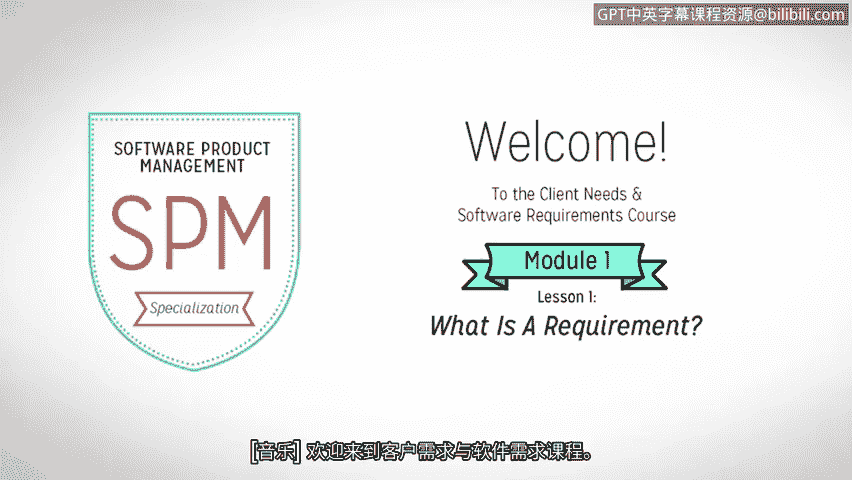 GPT中英字幕课程资源@bilibili.com
SOFTWARE PRODUCT
MANAGEMENT
SPM
Specialization
Welcome!
To the Client Needs &
Software Requirements Course
Module 1
Lesson 1:
What Is A Requirement?
[音乐] 欢迎来到客户需求与软件需求课程。